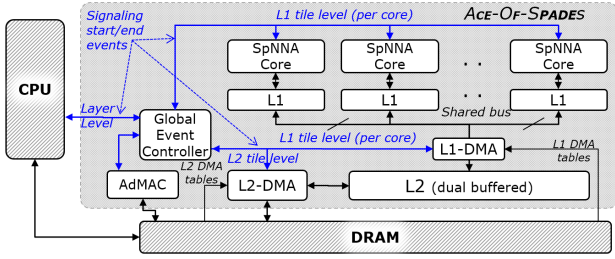 Signaling
start/end
events
L1 tile level (per core)
ACE-OF-SPADES
SpNNA
Core
SpNNA
Core
. .
SpNNA
Core
CPU
L1
L1
. .
L1
Layer
Level
Shared bus
Global
Event
Controller
L1 tile level (per core)
L2 tile level
L1-DMA
L1 DMA
tables
L2 DMA
tables
AdMAC
L2-DMA
L2 (dual buffered)
DRAM